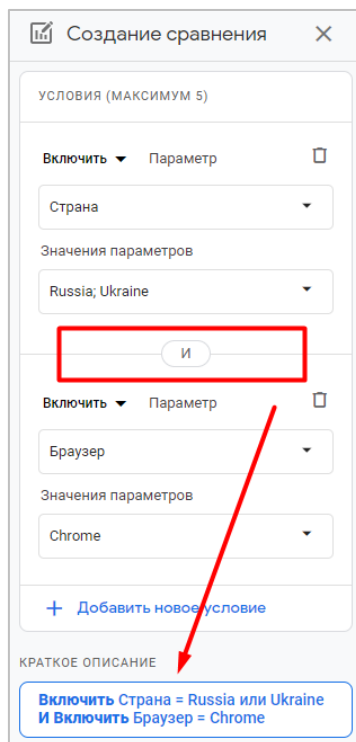 Создание сравнения
УСЛОВИЯ (МАКСИМУМ 5)
Включить Параметр
Страна
Значения параметров
Russia; Ukraine
И
Включить Параметр
Браузер
Значения параметров
Chrome
+ Добавить новое условие
КРАТКОЕ ОПИСАНИЕ
Включить Страна = Russia или Ukraine
И Включить Браузер = Chrome